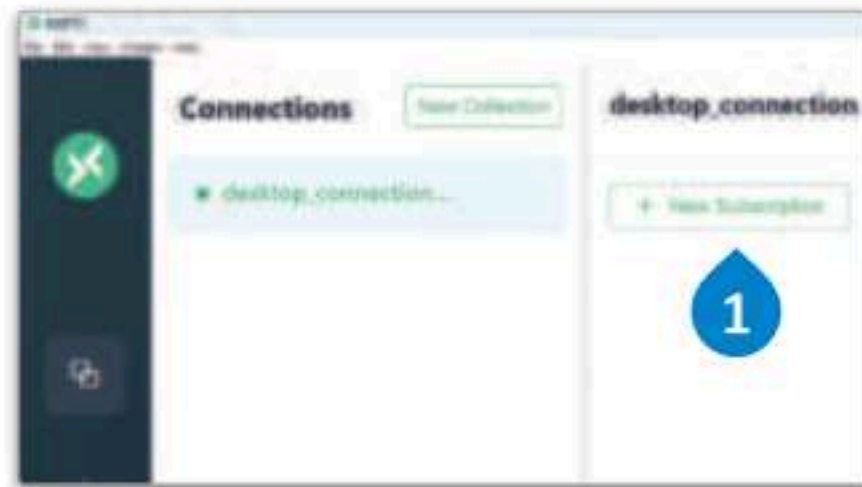 Connections
New Collection
desktop_connection
desktop_connection...
+ New Subscription
1